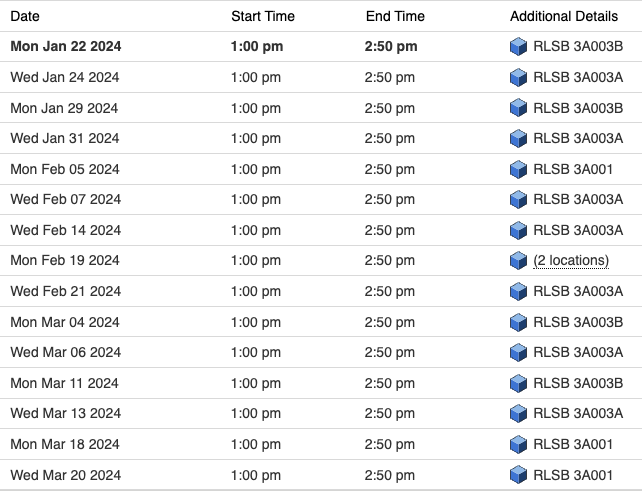 Date Start Time End Time Additional Details
Mon Jan 22 2024 1:00 pm 2:50 pm RLSB 3A003B
Wed Jan 24 2024 1:00 pm 2:50 pm RLSB 3A003A
Mon Jan 29 2024 1:00 pm 2:50 pm RLSB 3A003B
Wed Jan 31 2024 1:00 pm 2:50 pm RLSB 3A003A
Mon Feb 05 2024 1:00 pm 2:50 pm RLSB 3A001
Wed Feb 07 2024 1:00 pm 2:50 pm RLSB 3A003A
Wed Feb 14 2024 1:00 pm 2:50 pm RLSB 3A003A
Mon Feb 19 2024 1:00 pm 2:50 pm (2 locations)
Wed Feb 21 2024 1:00 pm 2:50 pm RLSB 3A003A
Mon Mar 04 2024 1:00 pm 2:50 pm RLSB 3A003B
Wed Mar 06 2024 1:00 pm 2:50 pm RLSB 3A003A
Mon Mar 11 2024 1:00 pm 2:50 pm RLSB 3A003B
Wed Mar 13 2024 1:00 pm 2:50 pm RLSB 3A003A
Mon Mar 18 2024 1:00 pm 2:50 pm RLSB 3A001
Wed Mar 20 2024 1:00 pm 2:50 pm RLSB 3A001